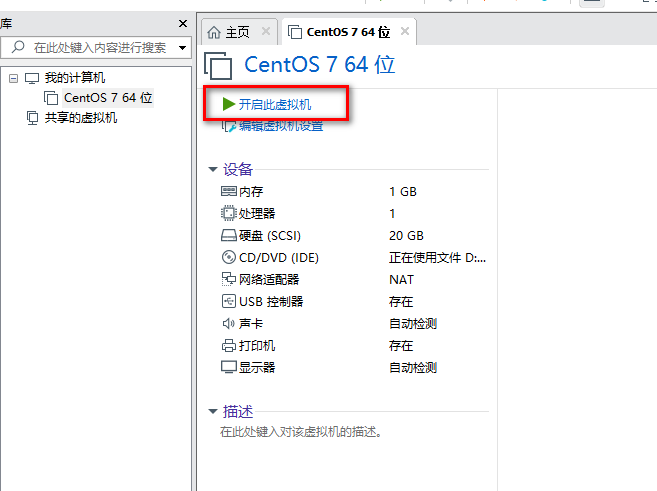 库
在此处键入内容进行搜索
我的计算机
CentOS 7 64 位
共享的虚拟机
主页
CentOS 7 64 位
CentOS 7 64 位
开启此虚拟机
编辑虚拟机设置
设备
内存 1 GB
处理器 1
硬盘 (SCSI) 20 GB
CD/DVD (IDE) 正在使用文件 D:...
网络适配器 NAT
USB 控制器 存在
声卡 自动检测
打印机 存在
显示器 自动检测
描述
在此处键入对该虚拟机的描述。